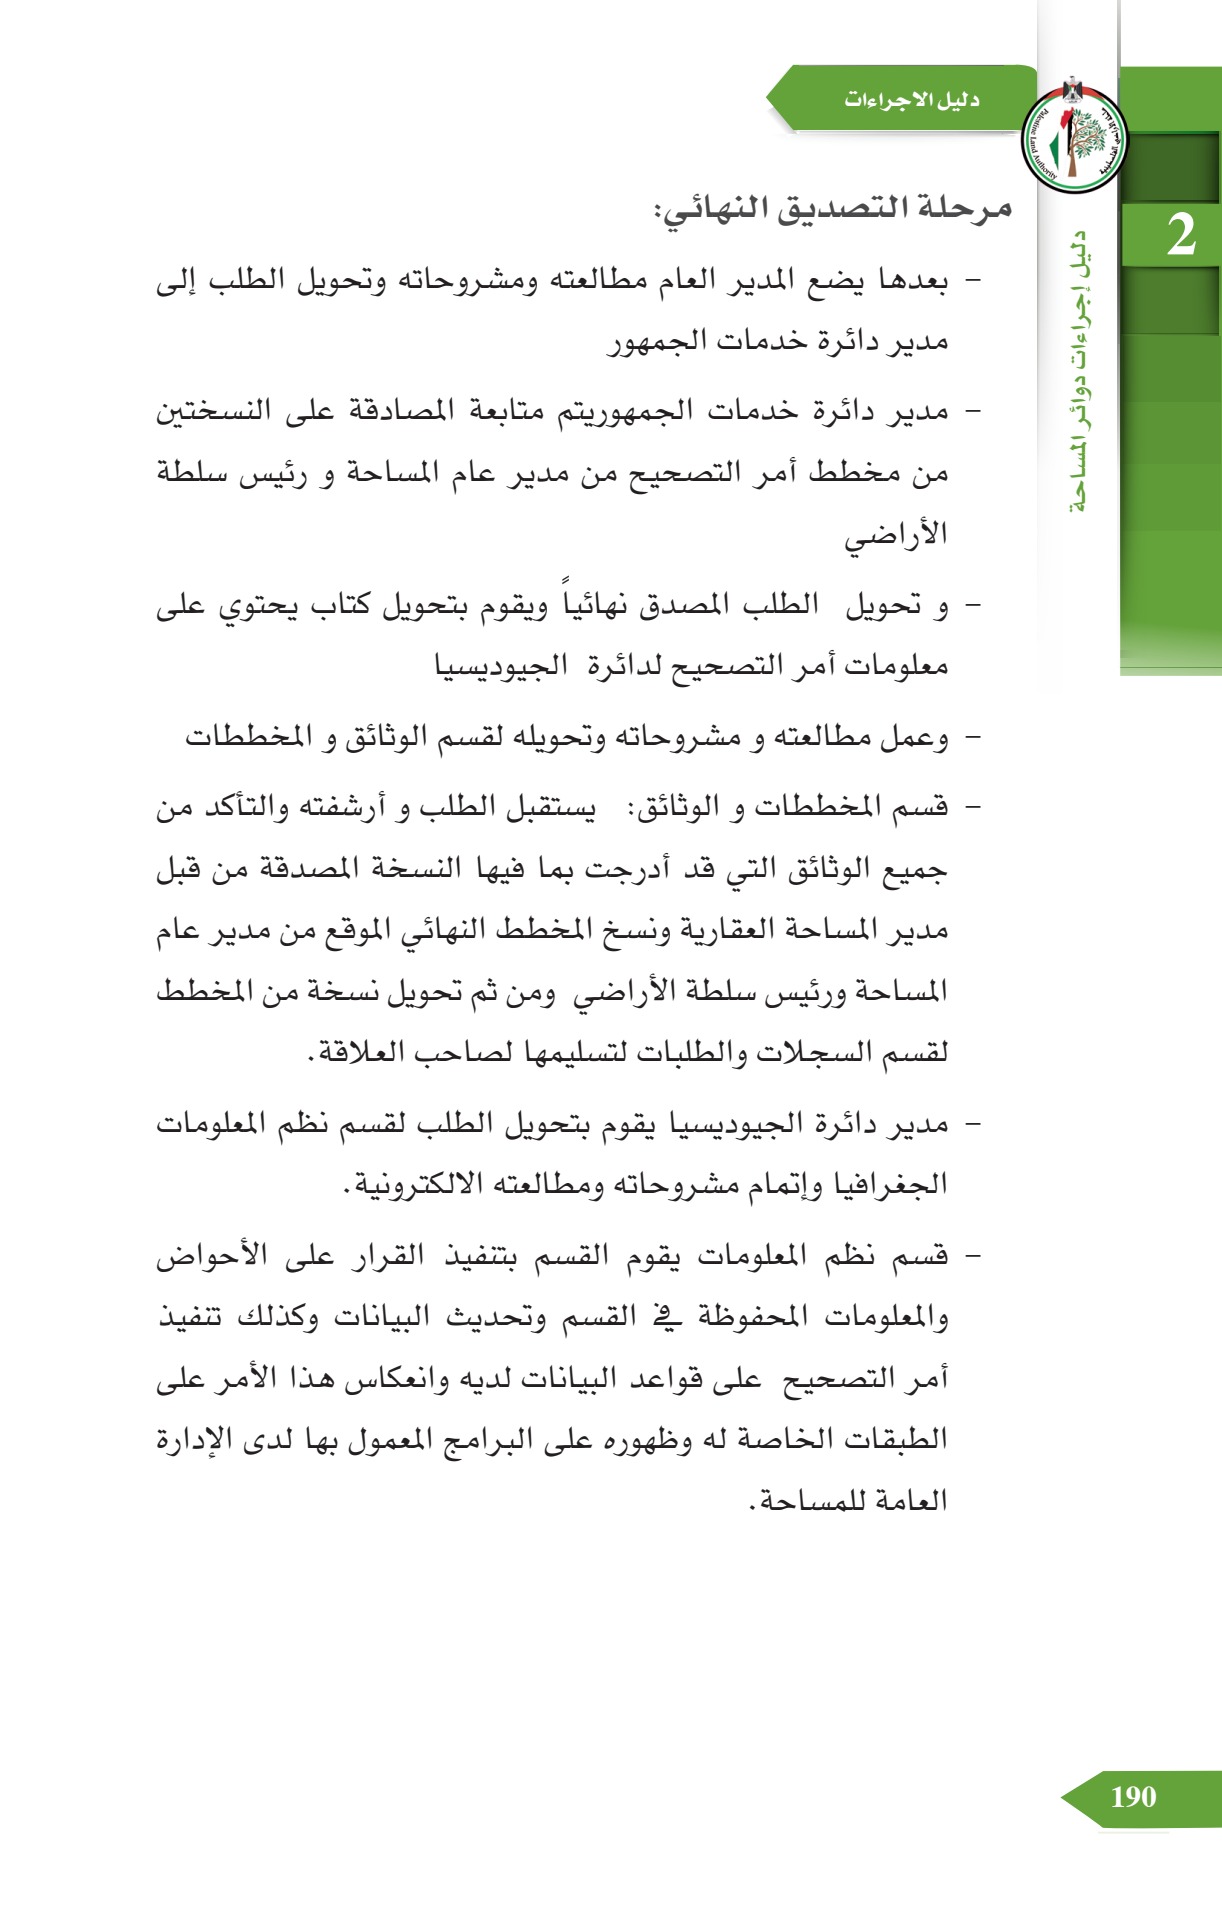 دليل الاجراءات
Palestine Land Authority
2
دليل إجراءات دوائر المساحة
مرحلة التصديق النهائي:
- بعدها يضع المدير العام مطالعته ومشروحاته وتحويل الطلب إلى
مدير دائرة خدمات الجمهور
- مدير دائرة خدمات الجمهوريتم متابعة المصادقة على النسختين
من مخطط أمر التصحيح من مدير عام المساحة و رئيس سلطة
الأراضي
- و تحويل الطلب المصدق نهائياً ويقوم بتحويل كتاب يحتوي على
معلومات أمر التصحيح لدائرة الجيوديسيا
- وعمل مطالعته و مشروحاته وتحويله لقسم الوثائق و المخططات
- قسم المخططات و الوثائق: يستقبل الطلب و أرشفته والتأكد من
جميع الوثائق التي قد أدرجت بما فيها النسخة المصدقة من قبل
مدير المساحة العقارية ونسخ المخطط النهائي الموقع من مدير عام
المساحة ورئيس سلطة الأراضي ومن ثم تحويل نسخة من المخطط
لقسم السجلات والطلبات لتسليمها لصاحب العلاقة.
- مدير دائرة الجيوديسيا يقوم بتحويل الطلب لقسم نظم المعلومات
الجغرافيا وإتمام مشروحاته ومطالعته الالكترونية.
- قسم نظم المعلومات يقوم القسم بتنفيذ القرار على الأحواض
والمعلومات المحفوظة في القسم وتحديث البيانات وكذلك تنفيذ
أمر التصحيح على قواعد البيانات لديه وانعكاس هذا الأمر على
الطبقات الخاصة له وظهوره على البرامج المعمول بها لدى الإدارة
العامة للمساحة.
190